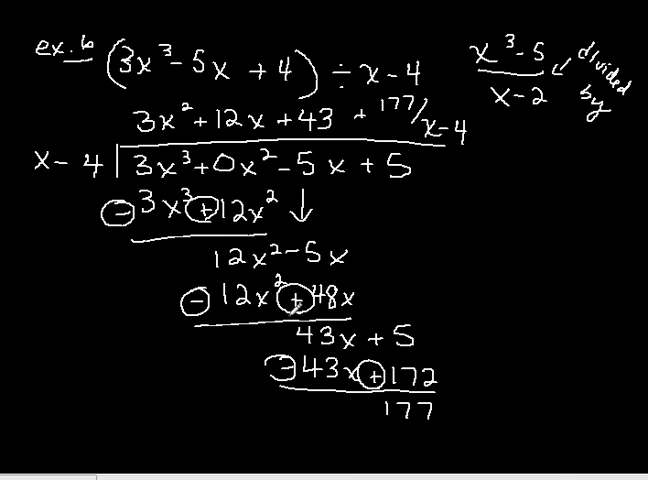 ex. 6 (3x³ - 5x + 4) ÷ x - 4
3x² + 12x + 43 + 177/x-4
x - 4 | 3x³ + 0x² - 5x + 5
- 3x³ + 12x² ↓
12x² - 5x
- 12x² + 48x
43x + 5
- 43x + 172
177
x³ - 5
x - 2
divided
by